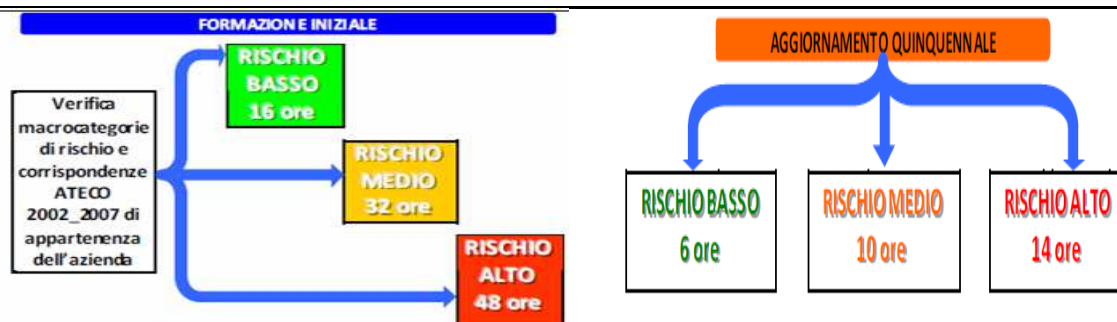 FORMAZIONE INIZIALE
Verifica
macrocategorie
di rischio e
corrispondenze
ATECO
2002_2007 di
appartenenza
dell'azienda
RISCHIO
BASSO
16 ore
RISCHIO
MEDIO
32 ore
RISCHIO
ALTO
48 ore
AGGIORNAMENTO QUINQUENNALE
RISCHIO BASSO
6 ore
RISCHIO MEDIO
10 ore
RISCHIO ALTO
14 ore